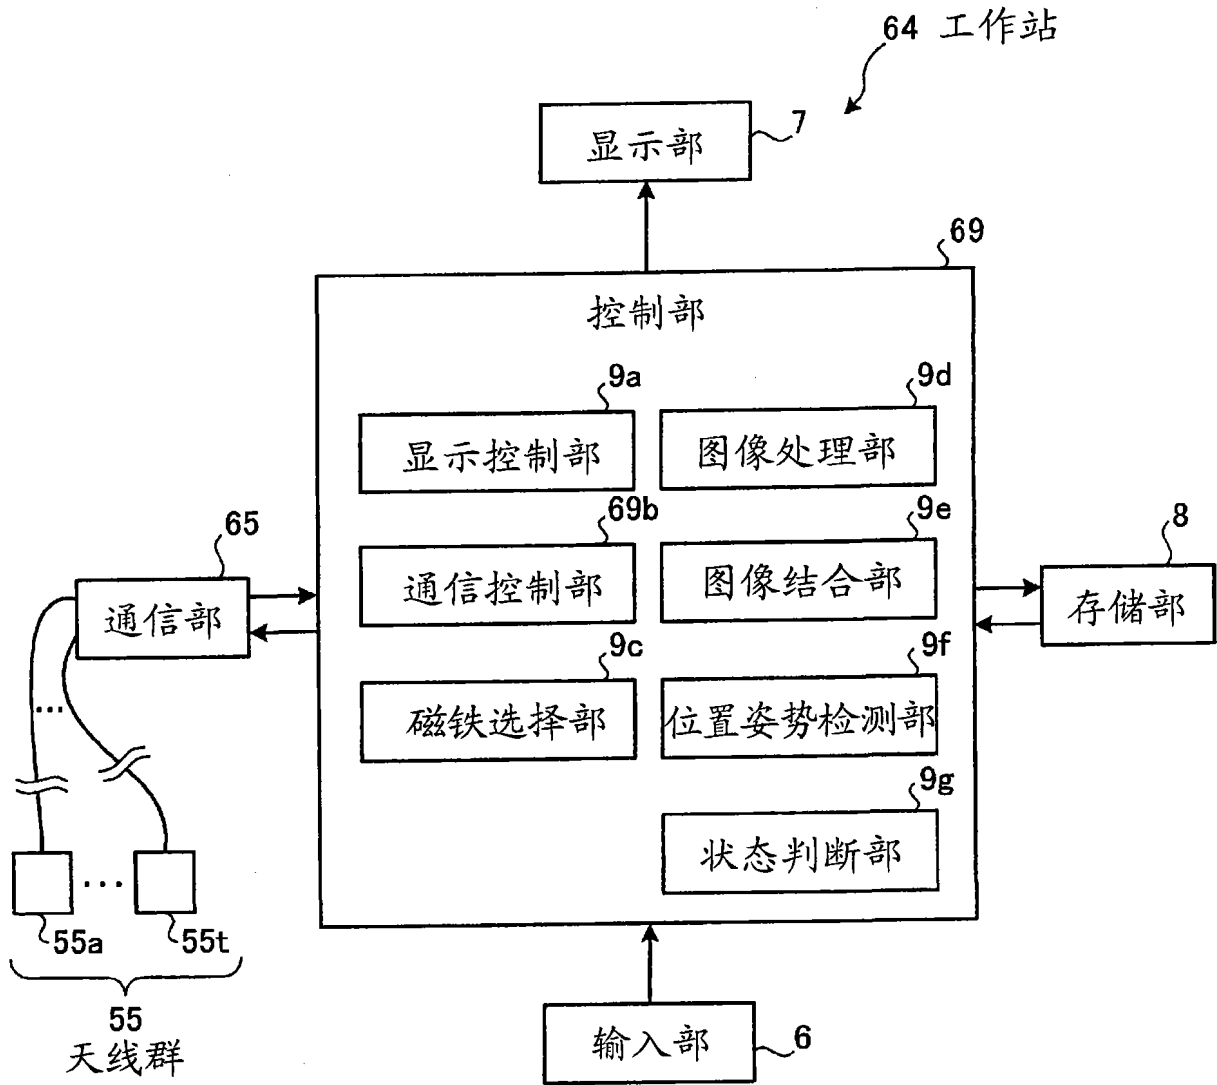 64 工作站
7
显示部
69
控制部
9a
9d
显示控制部
图像处理部
69b
9e
65
8
通信控制部
图像结合部
通信部
存储部
9c
9f
...
磁铁选择部
位置姿势检测部
9g
状态判断部
...
55a
55t
55
天线群
输入部
6